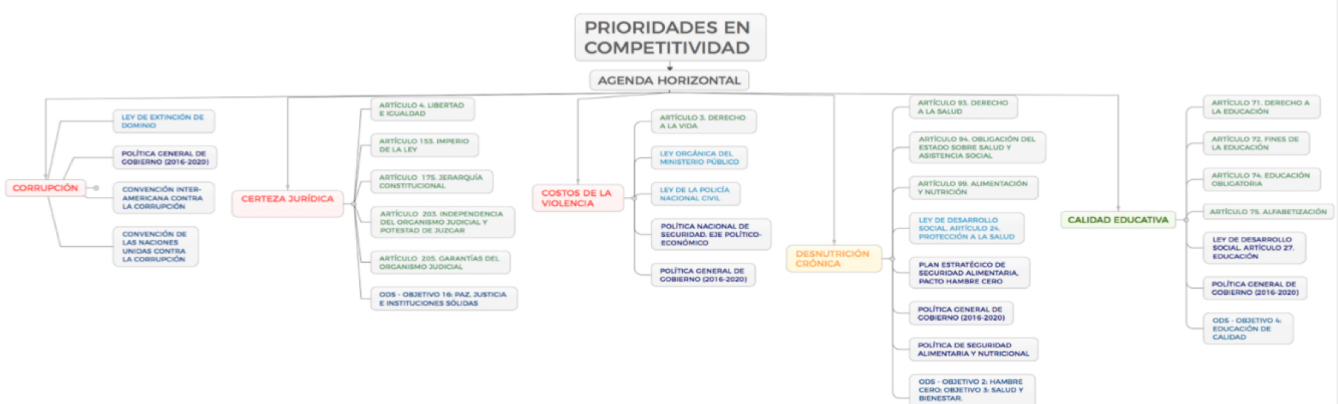 PRIORIDADES EN
COMPETITIVIDAD
AGENDA HORIZONTAL
CORRUPCIÓN
LEY DE EXTINCIÓN DE
DOMINIO
POLÍTICA GENERAL DE
GOBIERNO (2016-2020)
CONVENCIÓN INTER-
AMERICANA CONTRA
LA CORRUPCIÓN
CONVENCIÓN DE
LAS NACIONES
UNIDAS CONTRA
LA CORRUPCIÓN
CERTEZA JURÍDICA
ARTÍCULO 4. LIBERTAD
E IGUALDAD
ARTÍCULO 153. IMPERIO
DE LA LEY
ARTÍCULO 175. JERARQUÍA
CONSTITUCIONAL
ARTÍCULO 203. INDEPENDENCIA
DEL ORGANISMO JUDICIAL Y
POTESTAD DE JUZCAR
ARTÍCULO 205. GARANTÍAS DEL
ORGANISMO JUDICIAL
ODS - OBJETIVO 16: PAZ, JUSTICIA
E INSTITUCIONES SÓLIDAS
COSTOS DE LA
VIOLENCIA
ARTÍCULO 3. DERECHO
A LA VIDA
LEY ORGÁNICA DEL
MINISTERIO PÚBLICO
LEY DE LA POLICÍA
NACIONAL CIVIL
POLÍTICA NACIONAL DE
SEGURIDAD. EJE POLÍTICO-
ECONÓMICO
POLÍTICA GENERAL DE
GOBIERNO (2016-2020)
DESNUTRICIÓN
CRÓNICA
ARTÍCULO 93. DERECHO
A LA SALUD
ARTÍCULO 94. OBLIGACIÓN DEL
ESTADO SOBRE SALUD Y
ASISTENCIA SOCIAL
ARTÍCULO 99. ALIMENTACIÓN
Y NUTRICIÓN
LEY DE DESARROLLO
SOCIAL. ARTÍCULO 24.
PROTECCIÓN A LA SALUD
PLAN ESTRATÉGICO DE
SEGURIDAD ALIMENTARIA,
PACTO HAMBRE CERO
POLÍTICA GENERAL DE
GOBIERNO (2016-2020)
POLÍTICA DE SEGURIDAD
ALIMENTARIA Y NUTRICIONAL
ODS - OBJETIVO 2: HAMBRE
CERO; OBJETIVO 3: SALUD Y
BIENESTAR.
CALIDAD EDUCATIVA
ARTÍCULO 71. DERECHO A
LA EDUCACIÓN
ARTÍCULO 72. FINES DE
LA EDUCACIÓN
ARTÍCULO 74. EDUCACIÓN
OBLIGATORIA
ARTÍCULO 75. ALFABETIZACIÓN
LEY DE DESARROLLO
SOCIAL. ARTÍCULO 27.
EDUCACIÓN
POLÍTICA GENERAL DE
GOBIERNO (2016-2020)
ODS - OBJETIVO 4:
EDUCACIÓN DE
CALIDAD